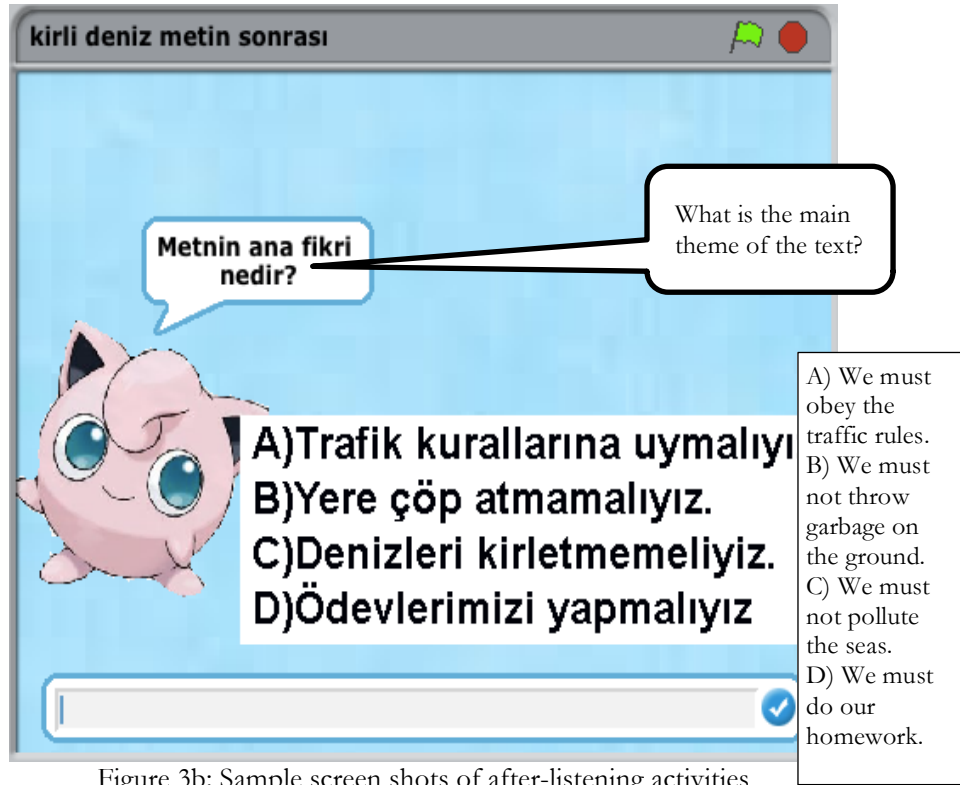 kirli deniz metin sonrası
What is the main
theme of the text?
Metnin ana fikri
nedir?
A)Trafik kurallarına uymalıyı
B)Yere çöp atmamalıyız.
C)Denizleri kirletmemeliyiz.
D)Ödevlerimizi yapmalıyız
A) We must
obey the
traffic rules.
B) We must
not throw
garbage on
the ground.
C) We must
not pollute
the seas.
D) We must
do our
homework.
Figure 3b: Sample screen shots of after-listening activities